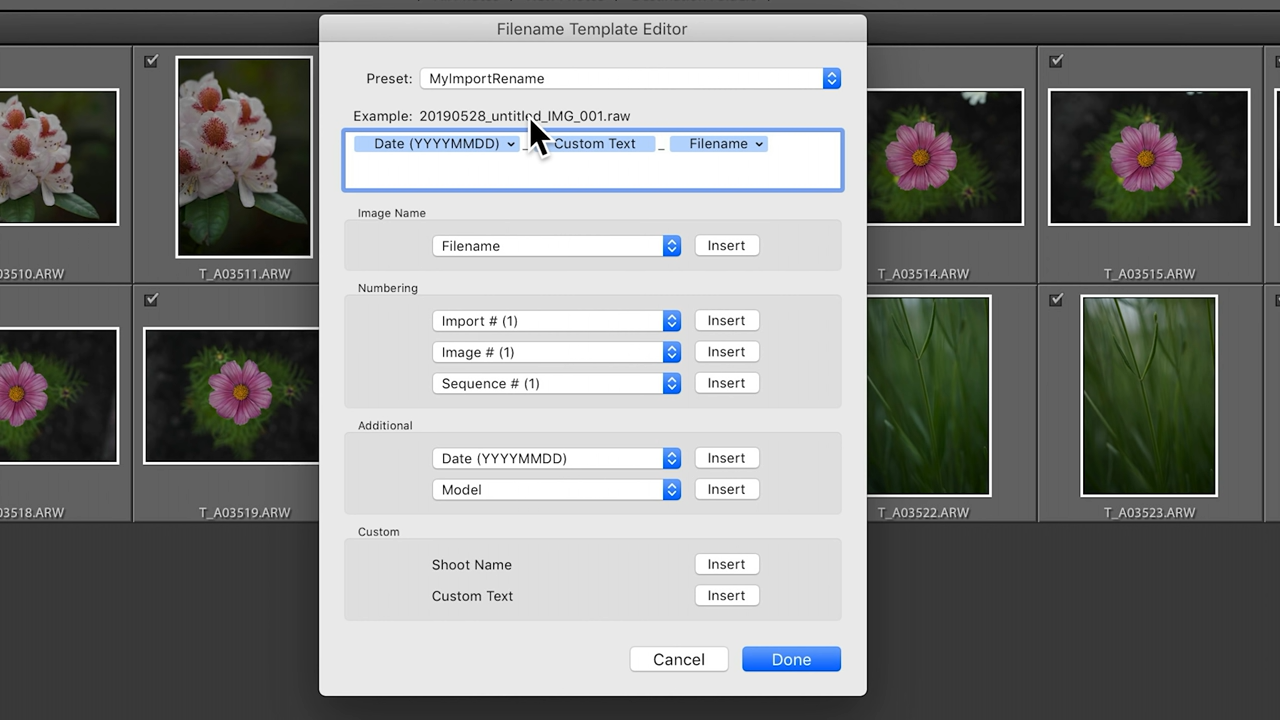 Filename Template Editor
Preset: MyImportRename
Example: 20190528_untitled_IMG_001.raw
Date (YYYYMMDD) _ Custom Text _ Filename
Image Name
Filename Insert
Numbering
Import # (1) Insert
Image # (1) Insert
Sequence # (1) Insert
Additional
Date (YYYYMMDD) Insert
Model Insert
Custom
Shoot Name Insert
Custom Text Insert
Cancel Done
03510.ARW T_A03511.ARW T_A03514.ARW T_A03515.ARW
03518.ARW T_A03519.ARW T_A03522.ARW T_A03523.ARW